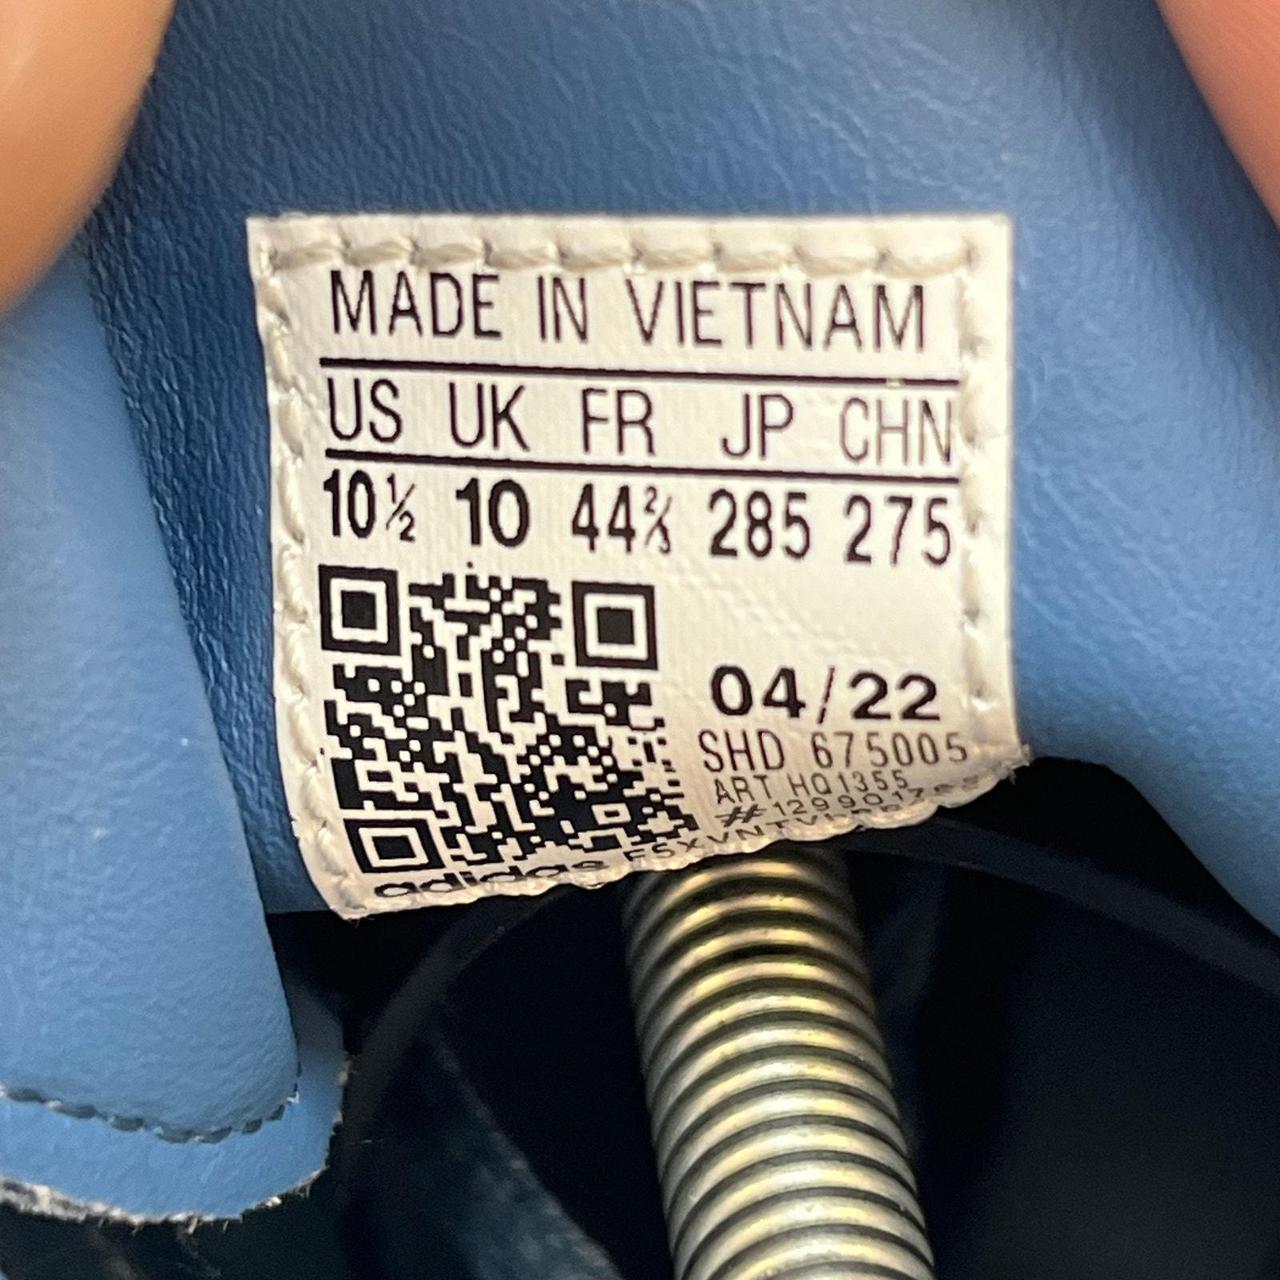 MADE IN VIETNAM
US UK FR JP CHN
10½ 10 44⅔ 285 275
04/22
SHD 675005
ART HQ1355
adidas